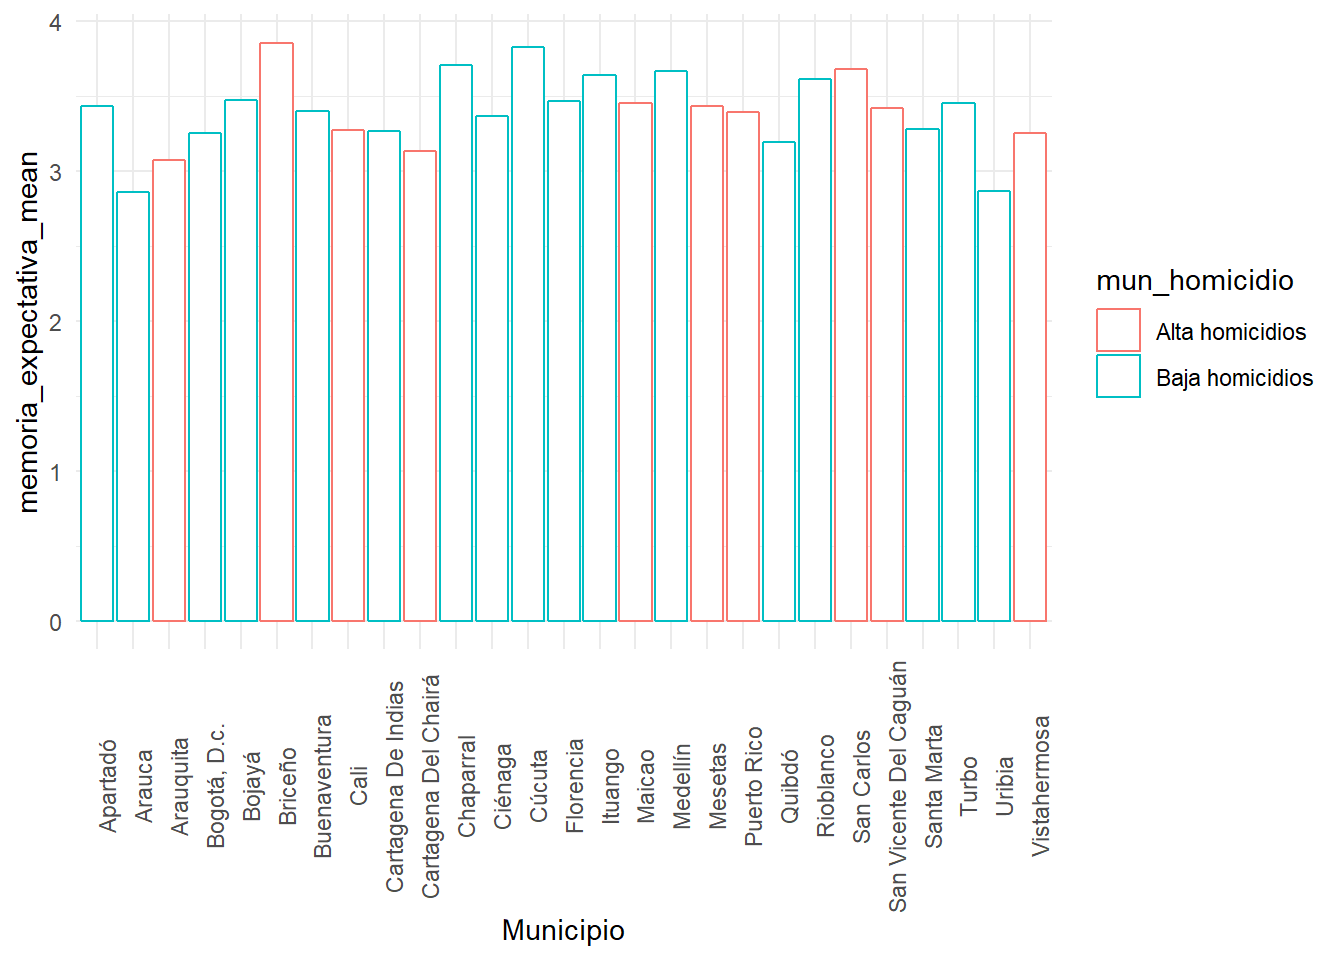 4
3
2
1
0
memoria_expectativa_mean
Apartadó
Arauca
Arauquita
Bogotá, D.c.
Bojayá
Briceño
Buenaventura
Cali
Cartagena De Indias
Cartagena Del Chairá
Chaparral
Ciénaga
Cúcuta
Florencia
Ituango
Maicao
Medellín
Mesetas
Puerto Rico
Quibdó
Rioblanco
San Carlos
San Vicente Del Caguán
Santa Marta
Turbo
Uribia
Vistahermosa
Municipio
mun_homicidio
Alta homicidios
Baja homicidios